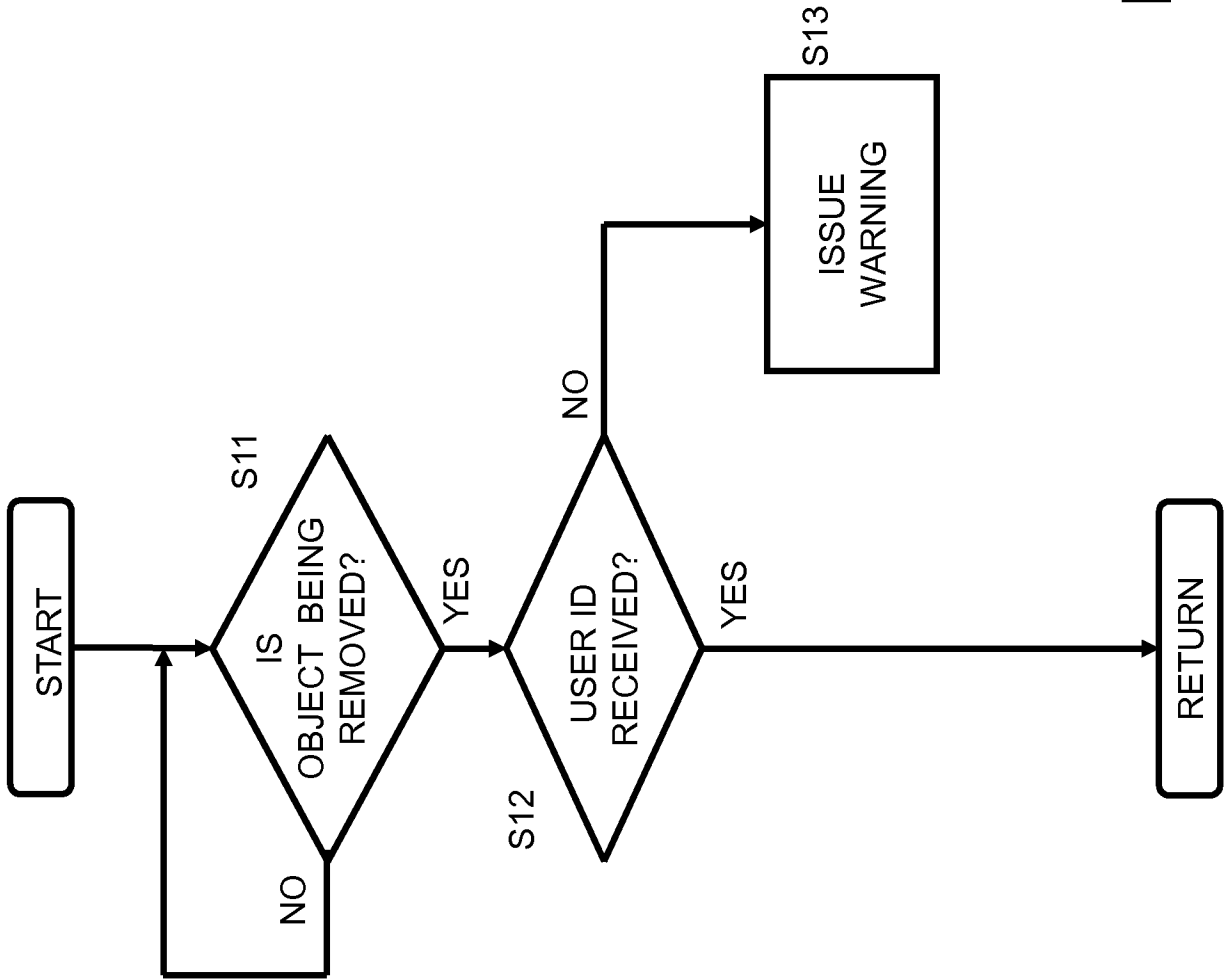 START
S11
IS
OBJECT BEING
REMOVED?
NO
YES
S12
USER ID
RECEIVED?
NO
YES
S13
ISSUE
WARNING
RETURN